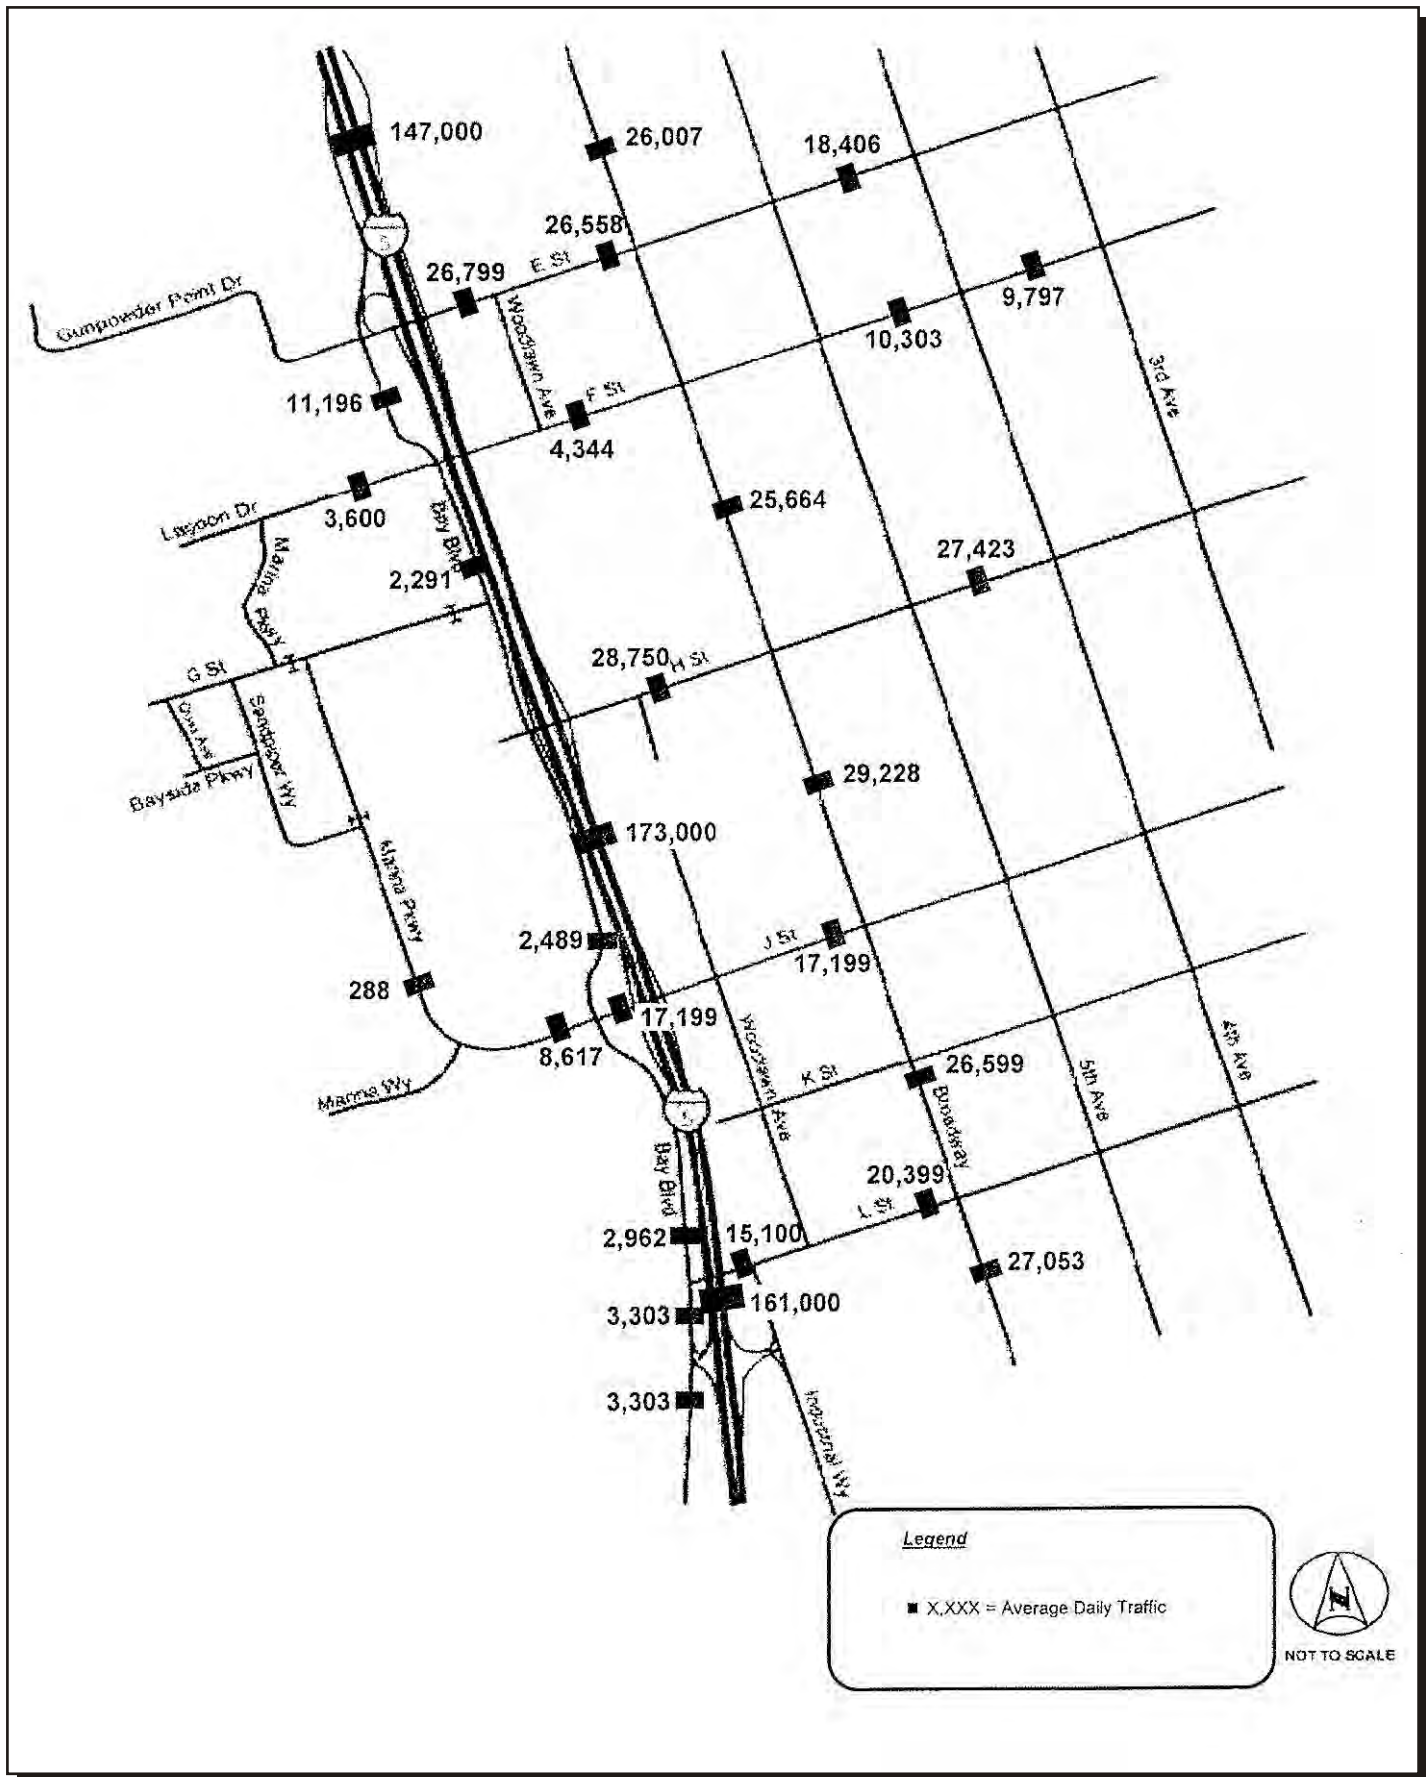 147,000
26,007
18,406
26,558
E St
26,799
Gunpowder Point Dr
Woodlawn Ave
9,797
10,303
3rd Ave
11,196
F St
4,344
Lagoon Dr
3,600
Bay Blvd
25,664
Marina Pkwy
2,291
27,423
G St
28,750
H St
Sandpiper Wy
Bayside Pkwy
29,228
173,000
Marina Pkwy
2,489
J St
17,199
288
17,199
8,617
Woodlawn Ave
4th Ave
Marina Wy
K St
26,599
5th Ave
Broadway
Bay Blvd
20,399
L St
2,962
15,100
27,053
3,303
161,000
3,303
Industrial Wy
Legend
X,XXX = Average Daily Traffic
NOT TO SCALE